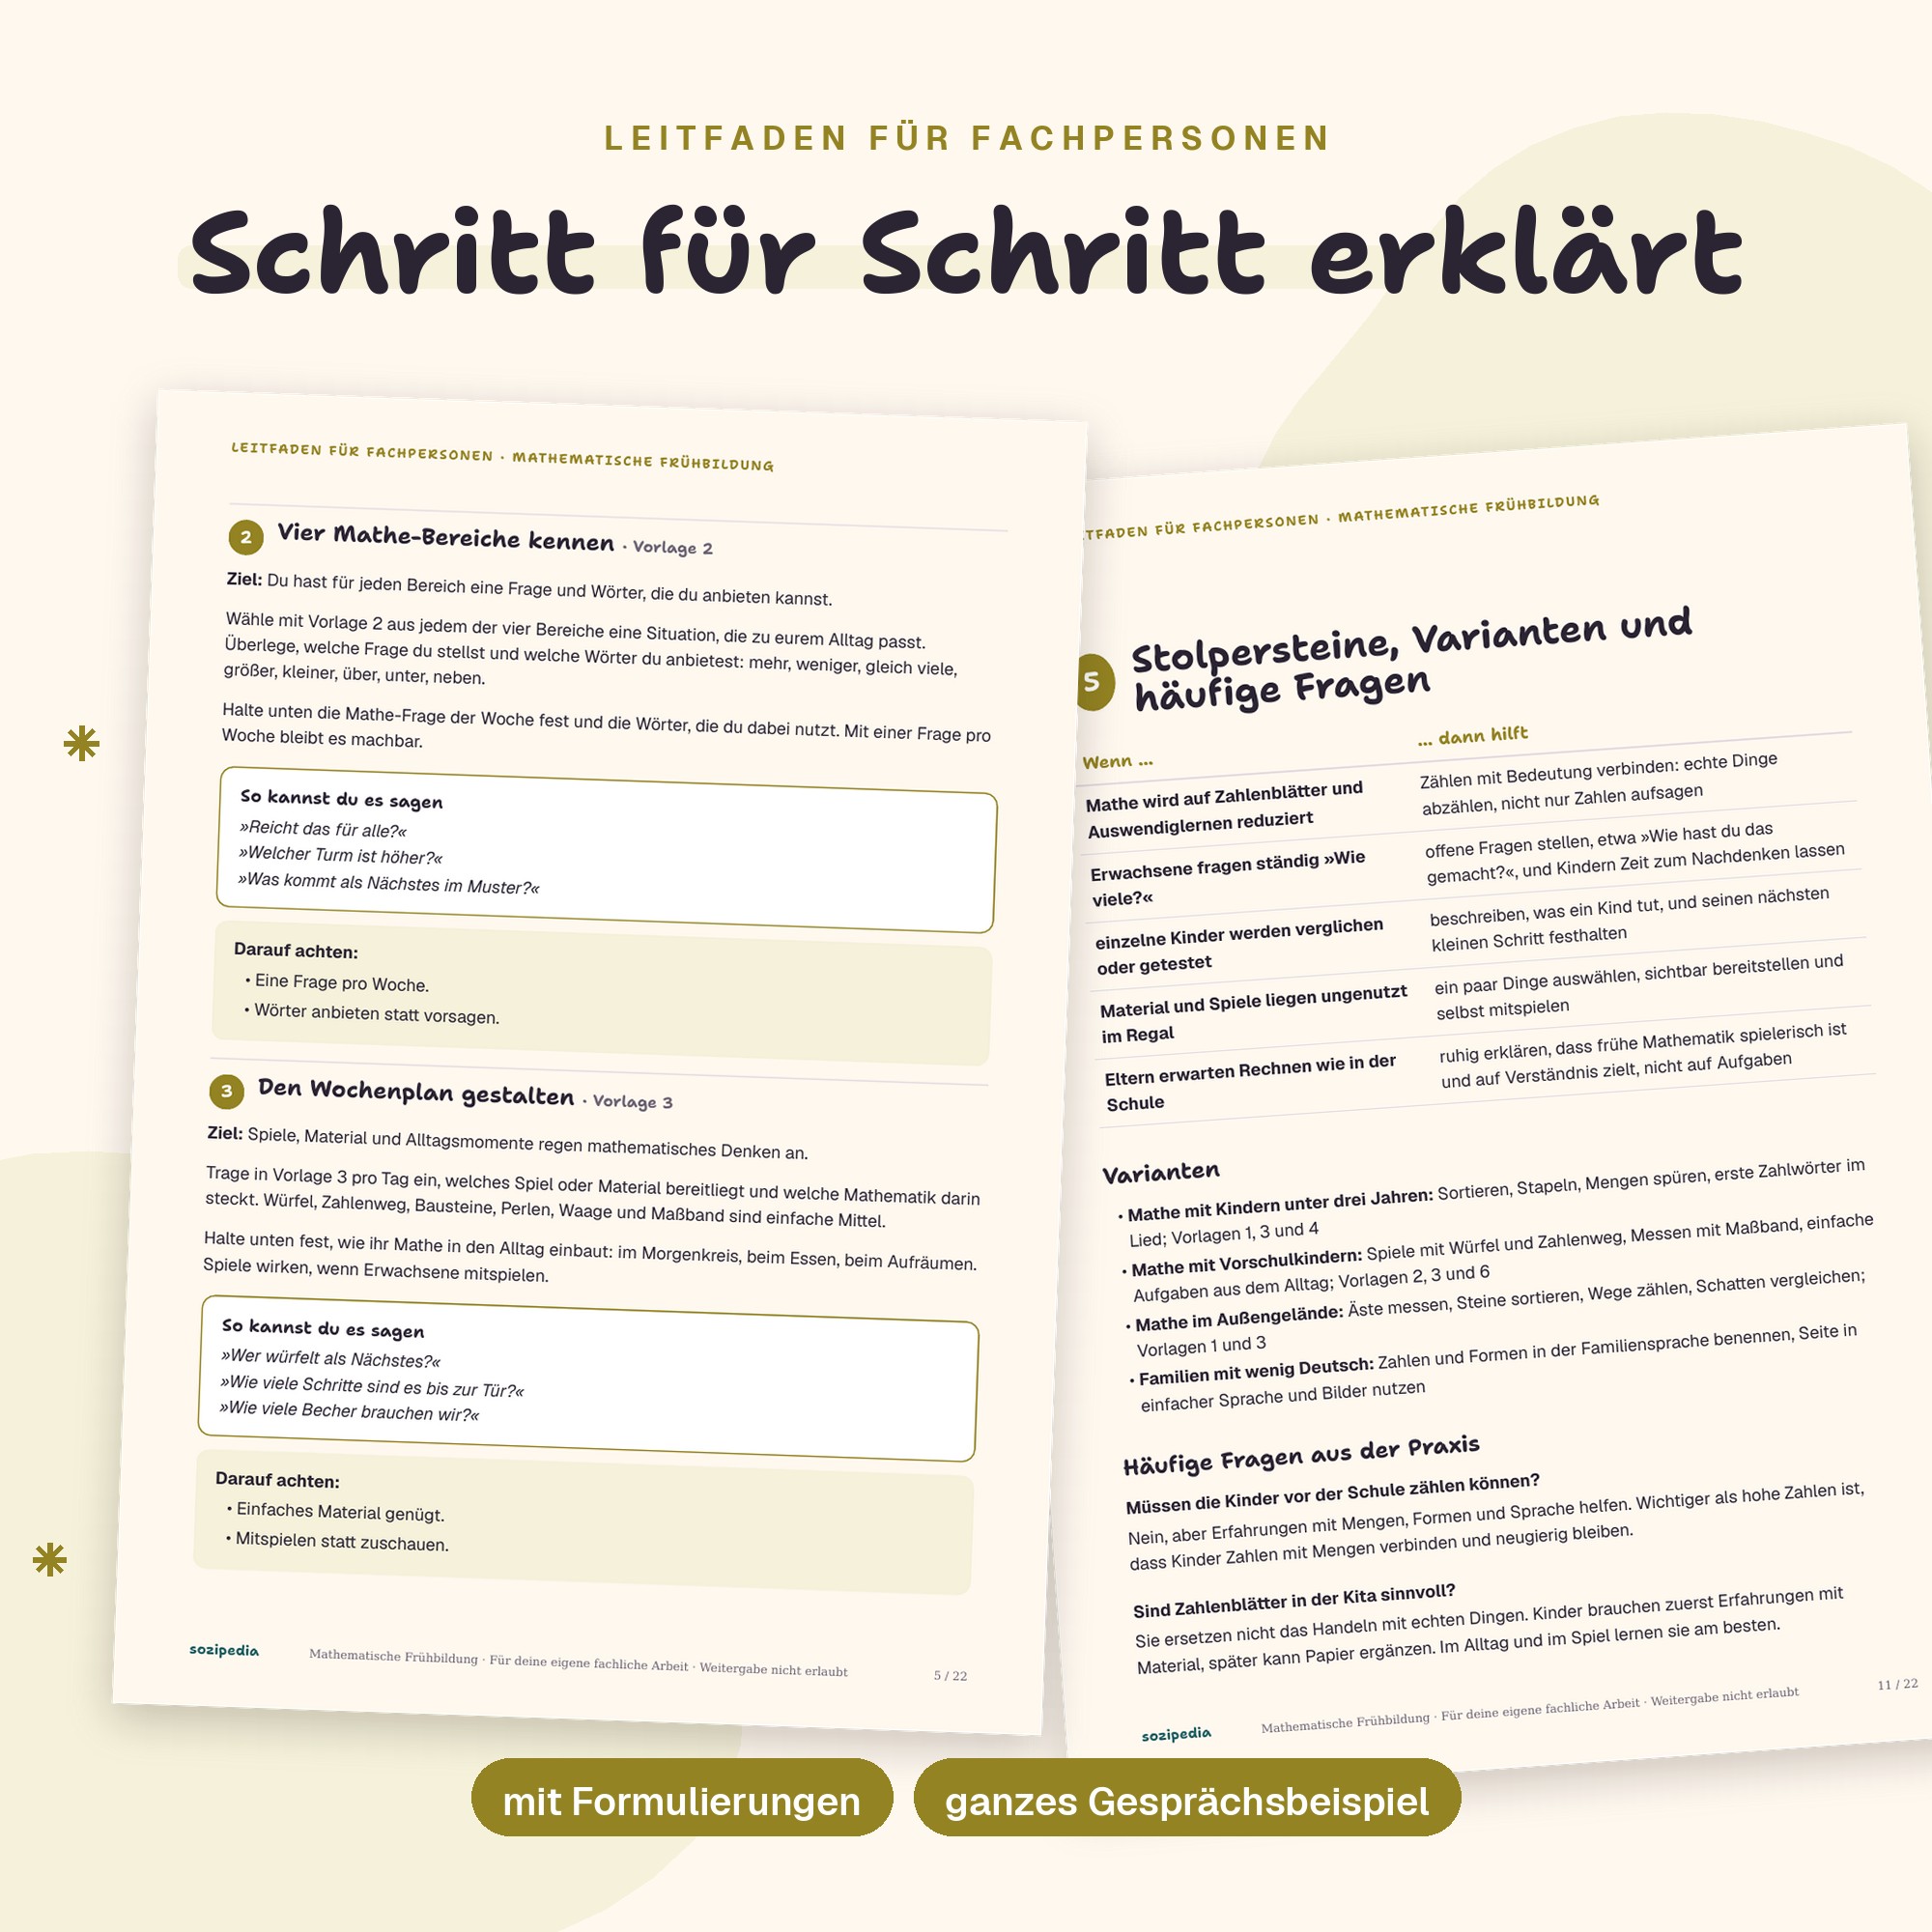 LEITFADEN FÜR FACHPERSONEN
Schritt für Schritt erklärt
LEITFADEN FÜR FACHPERSONEN · MATHEMATISCHE FRÜHBILDUNG
2 Vier Mathe-Bereiche kennen · Vorlage 2
Ziel: Du hast für jeden Bereich eine Frage und Wörter, die du anbieten kannst.
Wähle mit Vorlage 2 aus jedem der vier Bereiche eine Situation, die zu eurem Alltag passt.
Überlege, welche Frage du stellst und welche Wörter du anbietest: mehr, weniger, gleich viele,
größer, kleiner, über, unter, neben.
Halte unten die Mathe-Frage der Woche fest und die Wörter, die du dabei nutzt. Mit einer Frage pro
Woche bleibt es machbar.
So kannst du es sagen
»Reicht das für alle?«
»Welcher Turm ist höher?«
»Was kommt als Nächstes im Muster?«
Darauf achten:
• Eine Frage pro Woche.
• Wörter anbieten statt vorsagen.
3 Den Wochenplan gestalten · Vorlage 3
Ziel: Spiele, Material und Alltagsmomente regen mathematisches Denken an.
Trage in Vorlage 3 pro Tag ein, welches Spiel oder Material bereitliegt und welche Mathematik darin
steckt. Würfel, Zahlenweg, Bausteine, Perlen, Waage und Maßband sind einfache Mittel.
Halte unten fest, wie ihr Mathe in den Alltag einbaut: im Morgenkreis, beim Essen, beim Aufräumen.
Spiele wirken, wenn Erwachsene mitspielen.
So kannst du es sagen
»Wer würfelt als Nächstes?«
»Wie viele Schritte sind es bis zur Tür?«
»Wie viele Becher brauchen wir?«
Darauf achten:
• Einfaches Material genügt.
• Mitspielen statt zuschauen.
sozipedia Mathematische Frühbildung · Für deine eigene fachliche Arbeit · Weitergabe nicht erlaubt 5 / 22
TFADEN FÜR FACHPERSONEN · MATHEMATISCHE FRÜHBILDUNG
5 Stolpersteine, Varianten und
häufige Fragen
Wenn ... ... dann hilft
Mathe wird auf Zahlenblätter und
Auswendiglernen reduziert
Zählen mit Bedeutung verbinden: echte Dinge
abzählen, nicht nur Zahlen aufsagen
Erwachsene fragen ständig »Wie
viele?«
offene Fragen stellen, etwa »Wie hast du das
gemacht?«, und Kindern Zeit zum Nachdenken lassen
einzelne Kinder werden verglichen
oder getestet
beschreiben, was ein Kind tut, und seinen nächsten
kleinen Schritt festhalten
Material und Spiele liegen ungenutzt
im Regal
ein paar Dinge auswählen, sichtbar bereitstellen und
selbst mitspielen
Eltern erwarten Rechnen wie in der
Schule
ruhig erklären, dass frühe Mathematik spielerisch ist
und auf Verständnis zielt, nicht auf Aufgaben
Varianten
• Mathe mit Kindern unter drei Jahren: Sortieren, Stapeln, Mengen spüren, erste Zahlwörter im
Lied; Vorlagen 1, 3 und 4
• Mathe mit Vorschulkindern: Spiele mit Würfel und Zahlenweg, Messen mit Maßband, einfache
Aufgaben aus dem Alltag; Vorlagen 2, 3 und 6
• Mathe im Außengelände: Äste messen, Steine sortieren, Wege zählen, Schatten vergleichen;
Vorlagen 1 und 3
• Familien mit wenig Deutsch: Zahlen und Formen in der Familiensprache benennen, Seite in
einfacher Sprache und Bilder nutzen
Häufige Fragen aus der Praxis
Müssen die Kinder vor der Schule zählen können?
Nein, aber Erfahrungen mit Mengen, Formen und Sprache helfen. Wichtiger als hohe Zahlen ist,
dass Kinder Zahlen mit Mengen verbinden und neugierig bleiben.
Sind Zahlenblätter in der Kita sinnvoll?
Sie ersetzen nicht das Handeln mit echten Dingen. Kinder brauchen zuerst Erfahrungen mit
Material, später kann Papier ergänzen. Im Alltag und im Spiel lernen sie am besten.
sozipedia Mathematische Frühbildung · Für deine eigene fachliche Arbeit · Weitergabe nicht erlaubt 11 / 22
mit Formulierungen
ganzes Gesprächsbeispiel